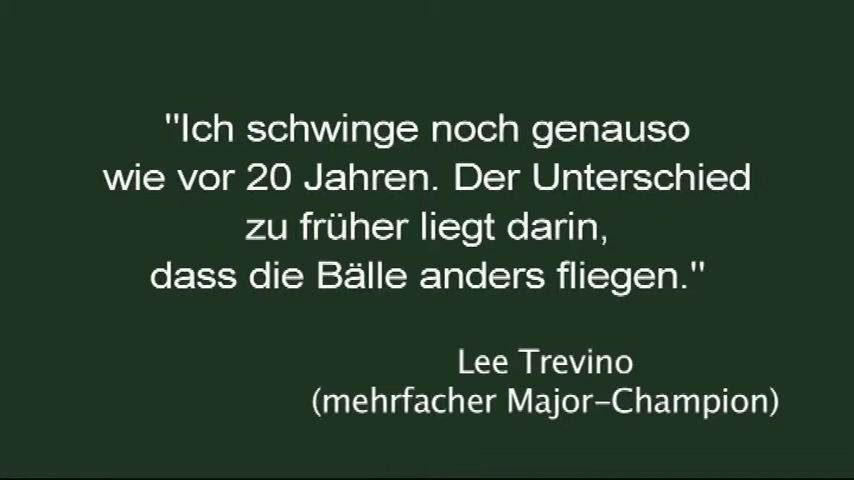 "Ich schwinge noch genauso
wie vor 20 Jahren. Der Unterschied
zu früher liegt darin,
dass die Bälle anders fliegen."
Lee Trevino
(mehrfacher Major-Champion)